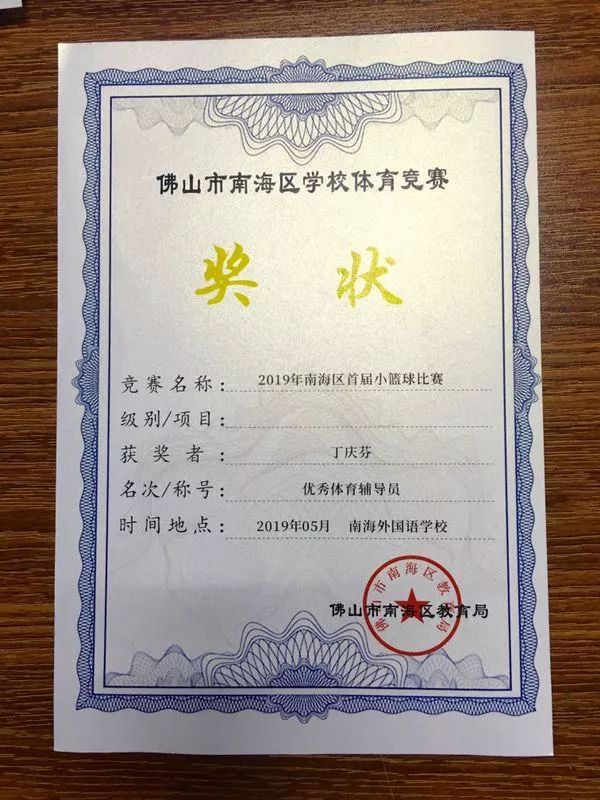 佛山市南海区学校体育竞赛
奖 状
竞赛名称： 2019年南海区首届小篮球比赛
级别/项目：
获奖者： 丁庆芬
名次/称号： 优秀体育辅导员
时间地点： 2019年05月 南海外国语学校
佛山市南海区教育局
佛山市南海区教育局